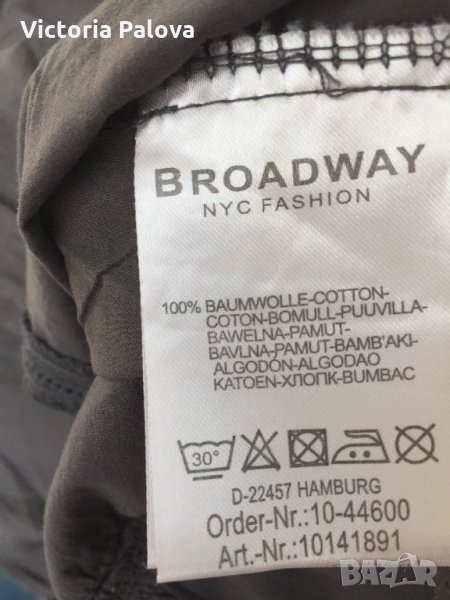 Victoria Palova
BROADWAY
NYC FASHION
100% BAUMWOLLE-COTTON-
COTON-BOMULL-PUUVILLA-
BAWELNA-PAMUT-
BAVLNA-PAMUT-BAMB'AKI-
ALGODÓN-ALGODAO
KATOEN-ХЛОПК-BUMBAC
30°
D-22457 HAMBURG
Order-Nr.:10-44600
Art.-Nr.:10141891
BAZAR